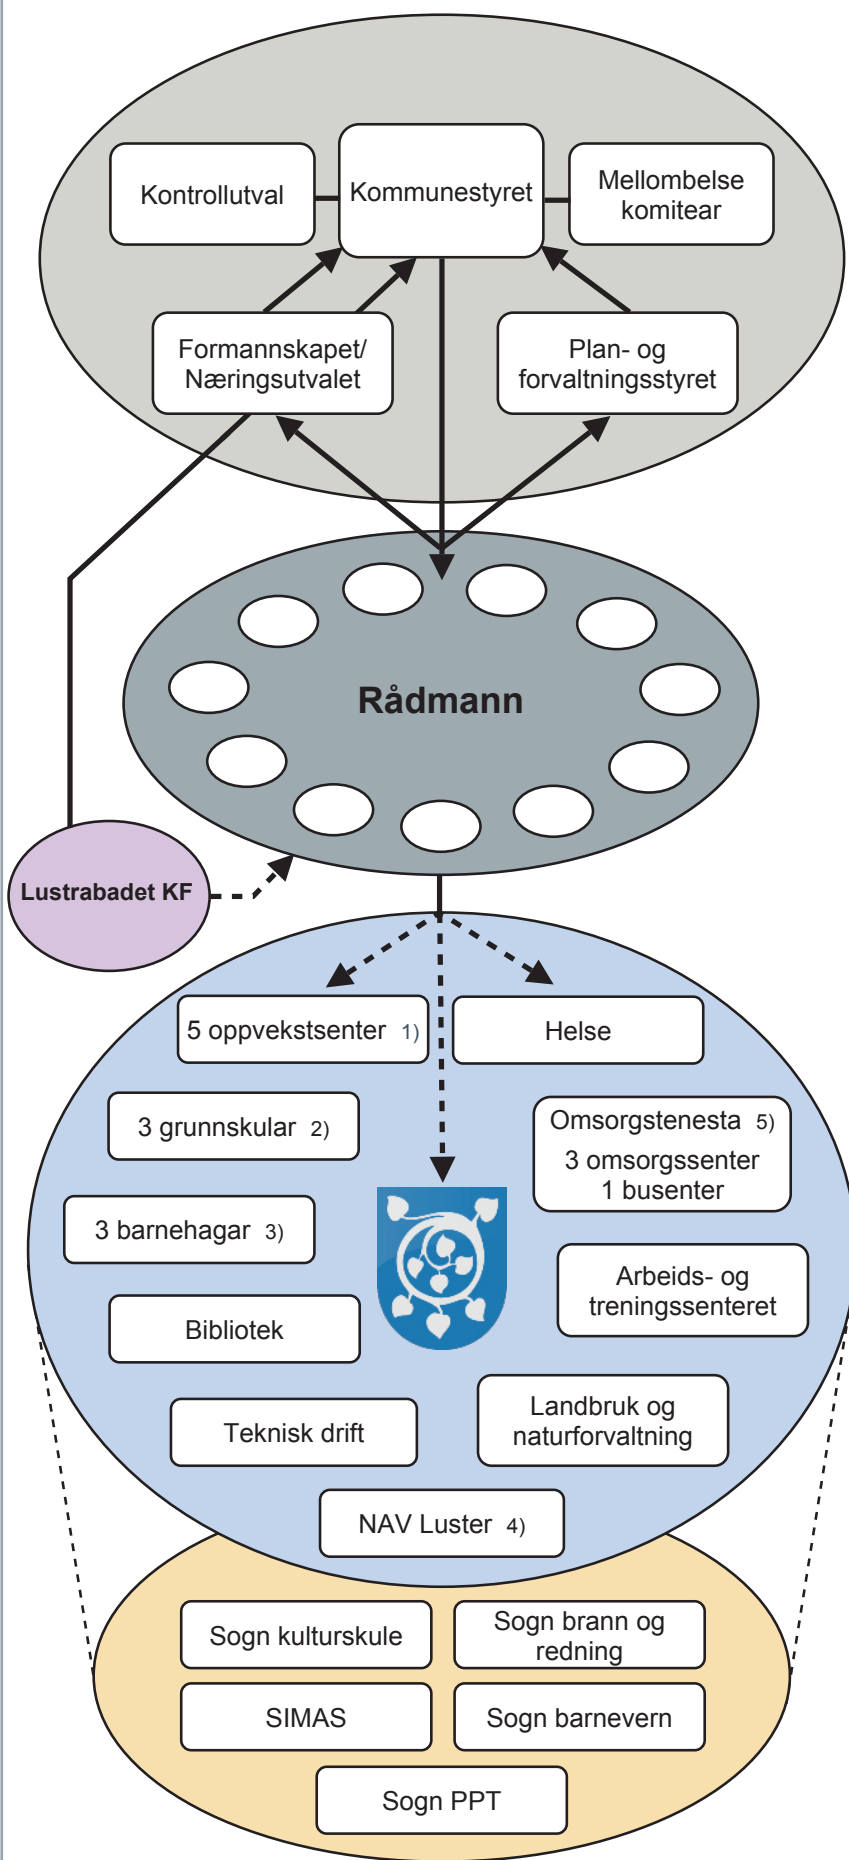 Kontrollutval
Kommunestyret
Mellombelse
komitear
Formannskapet/
Næringsutvalet
Plan- og
forvaltningsstyret
Rådmann
Lustrabadet KF
5 oppvekstsenter 1)
Helse
3 grunnskular 2)
Omsorgstenesta 5)
3 omsorgssenter
1 busenter
3 barnehagar 3)
Arbeids- og
treningssenteret
Bibliotek
Landbruk og
naturforvaltning
Teknisk drift
NAV Luster 4)
Sogn kulturskule
Sogn brann og
redning
SIMAS
Sogn barnevern
Sogn PPT